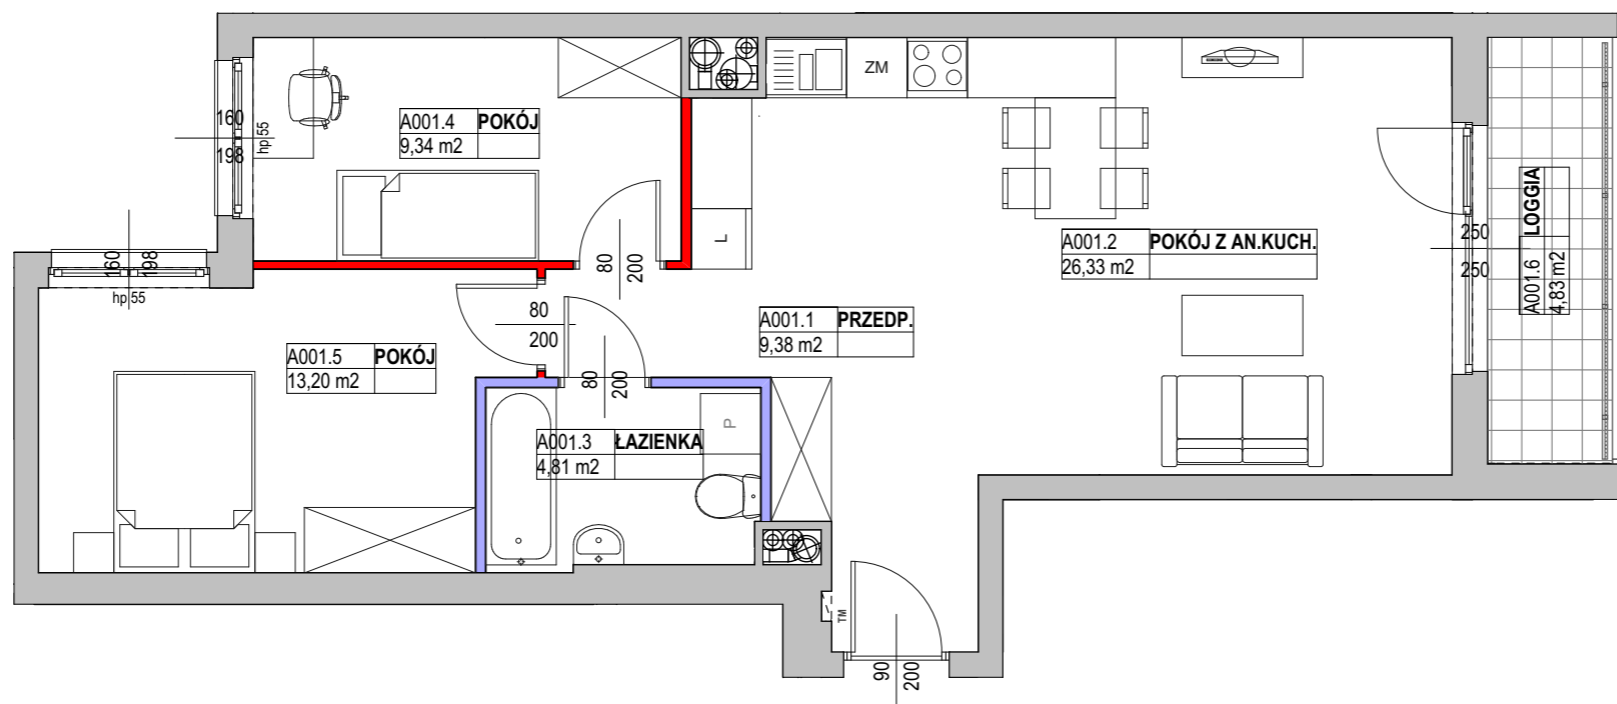 ZM
A001.4 POKÓJ
9,34 m2
160
198
hp 55
L
80
200
A001.2 POKÓJ Z AN.KUCH.
26,33 m2
250
250
A001.6 LOGGIA
4,83 m2
160
198
hp 55
80
200
A001.1 PRZEDP.
9,38 m2
A001.5 POKÓJ
13,20 m2
80
200
A001.3 ŁAZIENKA
4,81 m2
P
TM
90
200